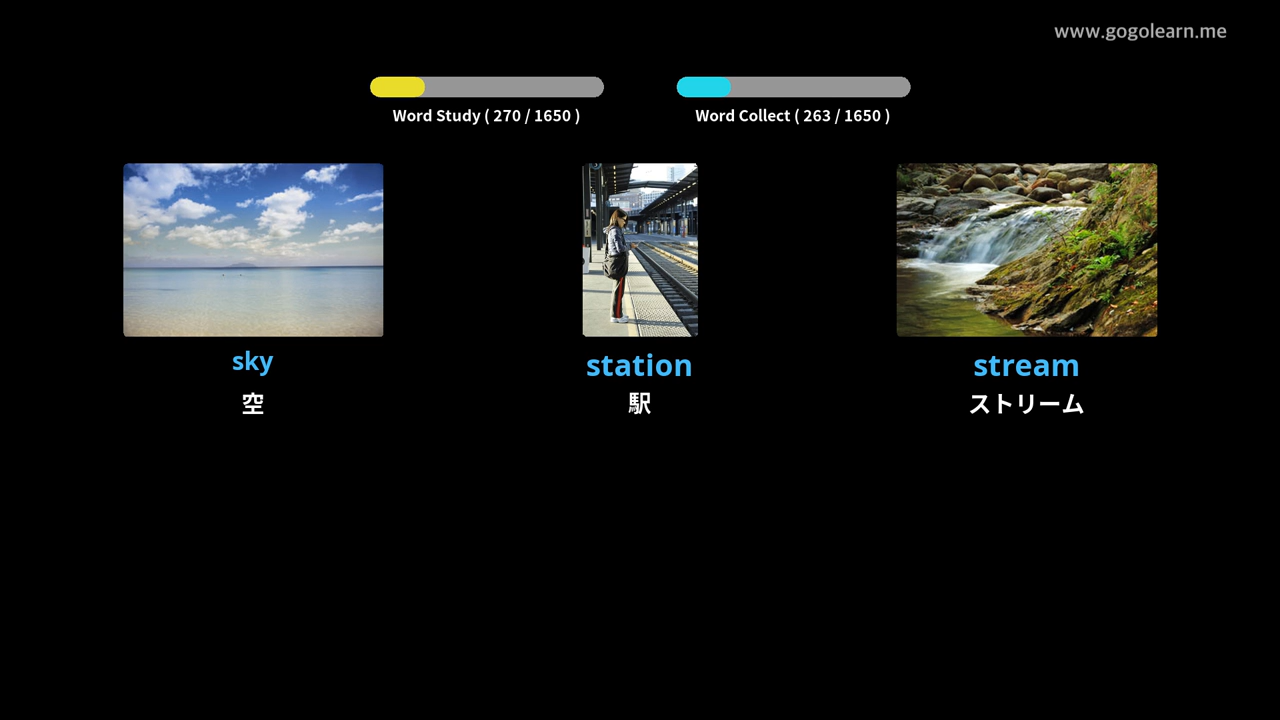 www.gogolearn.me
Word Study ( 270 / 1650 )
Word Collect ( 263 / 1650 )
sky
station
stream
空
駅
ストリーム